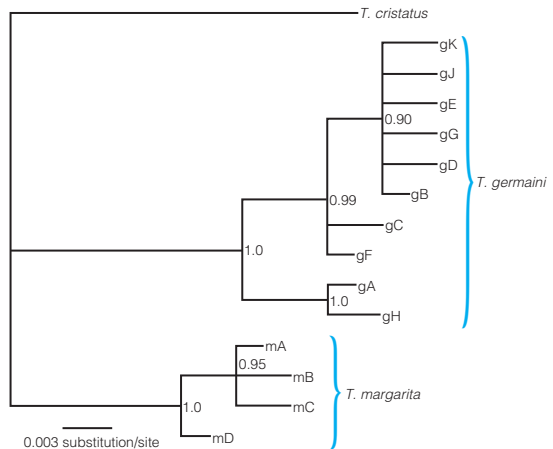 T. cristatus
gK
gJ
gE
0.90
gG
gD
T. germaini
gB
0.99
gC
1.0
gF
gA
1.0
gH
mA
0.95
mB
T. margarita
1.0
mC
mD
0.003 substitution/site